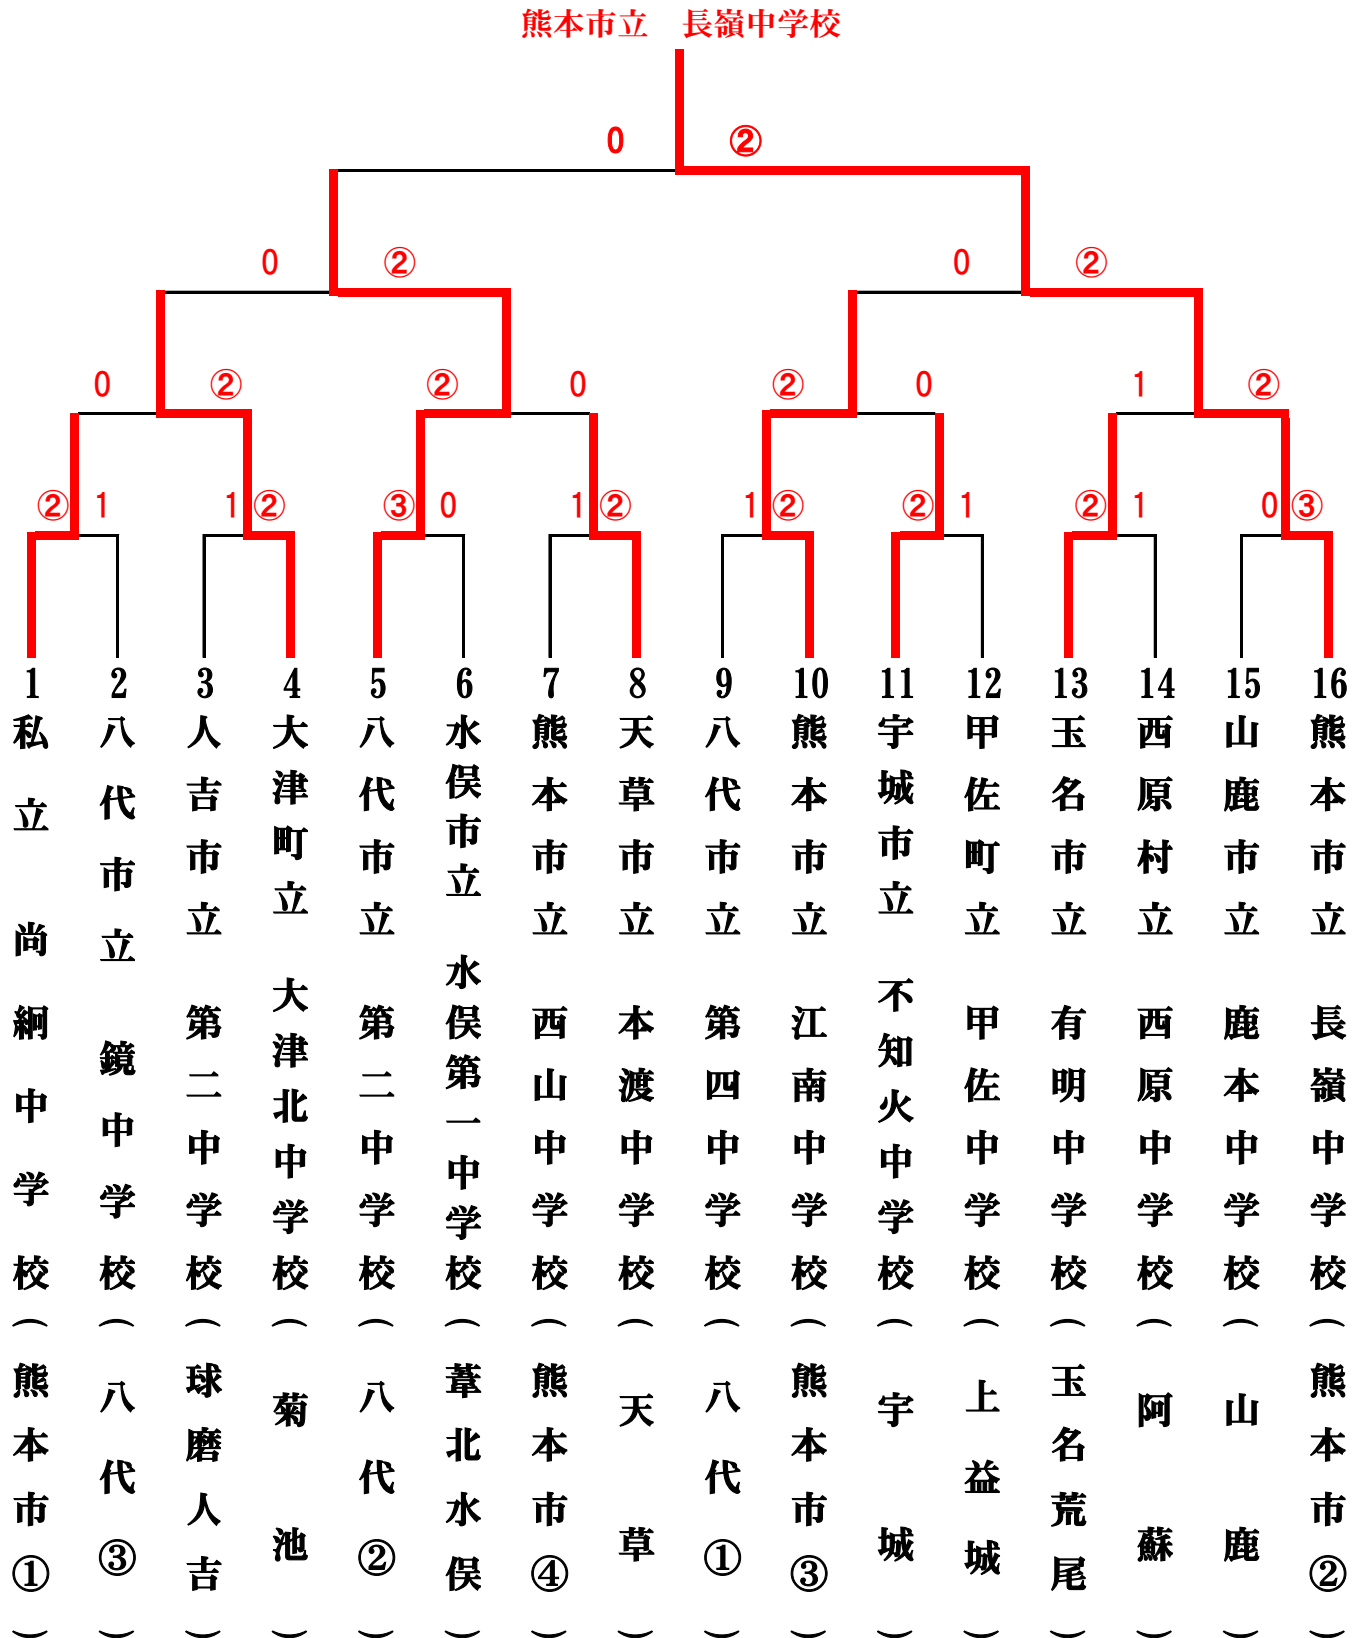 熊本市立　長嶺中学校
0 ②
0 ② 0 ②
0 ② ② 0 ② 0 1 ②
② 1 1 ② ③ 0 1 ② 1 ② ② 1 ② 1 0 ③
1 2 3 4 5 6 7 8 9 10 11 12 13 14 15 16
私立　尚絅中学校（熊本市①）
八代市立　鏡中学校（八代③）
人吉市立　第二中学校（球磨人吉）
大津町立　大津北中学校（菊池）
八代市立　第二中学校（八代②）
水俣市立　水俣第一中学校（葦北水俣）
熊本市立　西山中学校（熊本市④）
天草市立　本渡中学校（天草）
八代市立　第四中学校（八代①）
熊本市立　江南中学校（熊本市③）
宇城市立　不知火中学校（宇城）
甲佐町立　甲佐中学校（上益城）
玉名市立　有明中学校（玉名荒尾）
西原村立　西原中学校（阿蘇）
山鹿市立　鹿本中学校（山鹿）
熊本市立　長嶺中学校（熊本市②）